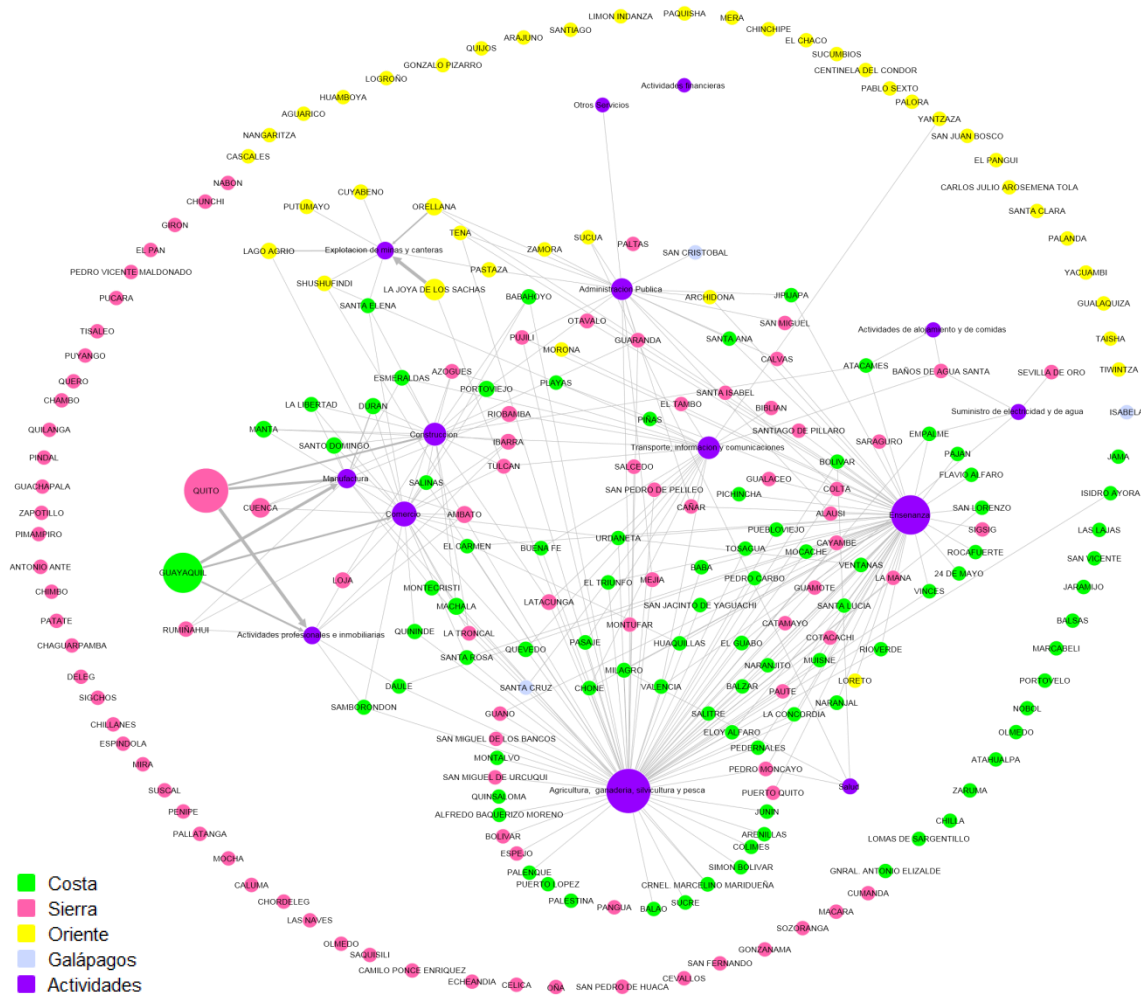 LIMON INDANZA
PAQUISHA
MERA
SANTIAGO
CHINCHIPE
ARAJUNO
EL CHACO
QUIJOS
SUCUMBIOS
GONZALO PIZARRO
CENTINELA DEL CONDOR
LOGROÑO
Actividades financieras
PABLO SEXTO
HUAMBOYA
Otros Servicios
PALORA
AGUARICO
YANTZAZA
NANGARITZA
SAN JUAN BOSCO
CASCALES
EL PANGUI
NABON
CUYABENO
CARLOS JULIO AROSEMENA TOLA
CHUNCHI
PUTUMAYO
ORELLANA
SANTA CLARA
GIRON
TENA
SUCUA
PALTAS
PALANDA
EL PAN
LAGO AGRIO
Explotacion de minas y canteras
ZAMORA
SAN CRISTOBAL
PEDRO VICENTE MALDONADO
PASTAZA
YACUAMBI
PUCARA
SHUSHUFINDI
LA JOYA DE LOS SACHAS
Administracion Publica
ARCHIDONA
JIPIJAPA
GUALAQUIZA
SANTA ELENA
BABAHOYO
OTAVALO
SAN MIGUEL
TISALEO
PUJILI
GUARANDA
SANTA ANA
Actividades de alojamiento y de comidas
TAISHA
PUYANGO
MORONA
CALVAS
ATACAMES
TIWINTZA
QUERO
ESMERALDAS
AZOGUES
PORTOVIEJO
PLAYAS
BAÑOS DE AGUA SANTA
SEVILLA DE ORO
CHAMBO
LA LIBERTAD
DURAN
SANTA ISABEL
EL TAMBO
BIBLIAN
Suministro de electricidad y de agua
ISABELA
QUILANGA
MANTA
RIOBAMBA
PIÑAS
SANTIAGO DE PILLARO
EMPALME
PINDAL
SANTO DOMINGO
Construccion
IBARRA
Transporte, informacion y comunicaciones
SARAGURO
PAJAN
JAMA
GUACHAPALA
TULCAN
SALCEDO
BOLIVAR
FLAVIO ALFARO
QUITO
Manufactura
SALINAS
SAN PEDRO DE PELILEO
GUALACEO
COLTA
ISIDRO AYORA
ZAPOTILLO
CUENCA
PICHINCHA
CAÑAR
ALAUSI
Ensenanza
SAN LORENZO
PIMAMPIRO
Comercio
AMBATO
PUEBLOVIEJO
SIGSIG
LAS LAJAS
EL CARMEN
BUENA FE
URDANETA
TOSAGUA
MOCACHE
CAYAMBE
ROCAFUERTE
SAN VICENTE
ANTONIO ANTE
GUAYAQUIL
LOJA
MONTECRISTI
EL TRIUNFO
MEJIA
BABA
PEDRO CARBO
VENTANAS
LA MANA
24 DE MAYO
JARAMIJO
CHIMBO
MACHALA
LATACUNGA
SAN JACINTO DE YAGUACHI
GUAMOTE
SANTA LUCIA
VINCES
PATATE
RUMIÑAHUI
Actividades profesionales e inmobiliarias
QUININDE
LA TRONCAL
MONTUFAR
CATAMAYO
COTACACHI
BALSAS
CHAGUARPAMBA
SANTA ROSA
QUEVEDO
PASAJE
HUAQUILLAS
EL GUABO
MUISNE
RIOVERDE
MARCABELI
DELEG
DAULE
SANTA CRUZ
MILAGRO
VALENCIA
NARANJITO
LORETO
PORTOVELO
SIGCHOS
SAMBORONDON
CHONE
BALZAR
PAUTE
NARANJAL
NOBOL
CHILLANES
GUANO
SALITRE
LA CONCORDIA
OLMEDO
ESPINDOLA
SAN MIGUEL DE LOS BANCOS
ELOY ALFARO
ATAHUALPA
MIRA
MONTALVO
PEDERNALES
SUSCAL
SAN MIGUEL DE URCUQUI
PEDRO MONCAYO
ZARUMA
PENIPE
QUINSALOMA
Agricultura, ganaderia, silvicultura y pesca
PUERTO QUITO
Salud
CHILLA
PALLATANGA
ALFREDO BAQUERIZO MORENO
JUNIN
LOMAS DE SARGENTILLO
MOCHA
BOLIVAR
ARENILLAS
COLIMES
GNRAL. ANTONIO ELIZALDE
CALUMA
ESPEJO
SIMON BOLIVAR
CUMANDA
CHORDELEG
PALENQUE
PUERTO LOPEZ
CRNEL. MARCELINO MARIDUEÑA
MACARA
LAS NAVES
PALESTINA
PANGUA
BALAO
SUCRE
SOZORANGA
OLMEDO
GONZANAMA
SAQUISILI
SAN FERNANDO
CAMILO PONCE ENRIQUEZ
CEVALLOS
ECHEANDIA
CELICA
OÑA
SAN PEDRO DE HUACA
Costa
Sierra
Oriente
Galápagos
Actividades